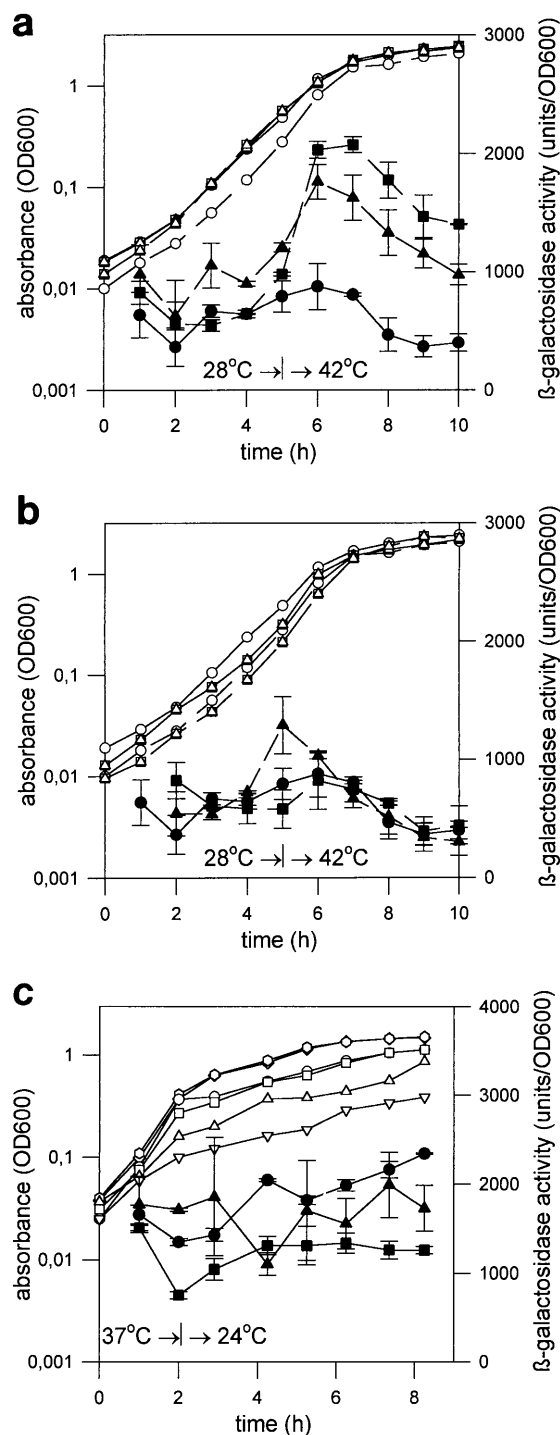 a
absorbance (OD600)
1
0,1
0,01
0,001
3000
2000
1000
0
ß-galactosidase activity (units/OD600)
28°C → → 42°C
0 2 4 6 8 10
time (h)
b
absorbance (OD600)
1
0,1
0,01
0,001
3000
2000
1000
0
ß-galactosidase activity (units/OD600)
28°C → → 42°C
0 2 4 6 8 10
time (h)
c
absorbance (OD600)
1
0,1
0,01
0,001
4000
3000
2000
1000
0
ß-galactosidase activity (units/OD600)
37°C → → 24°C
0 2 4 6 8
time (h)